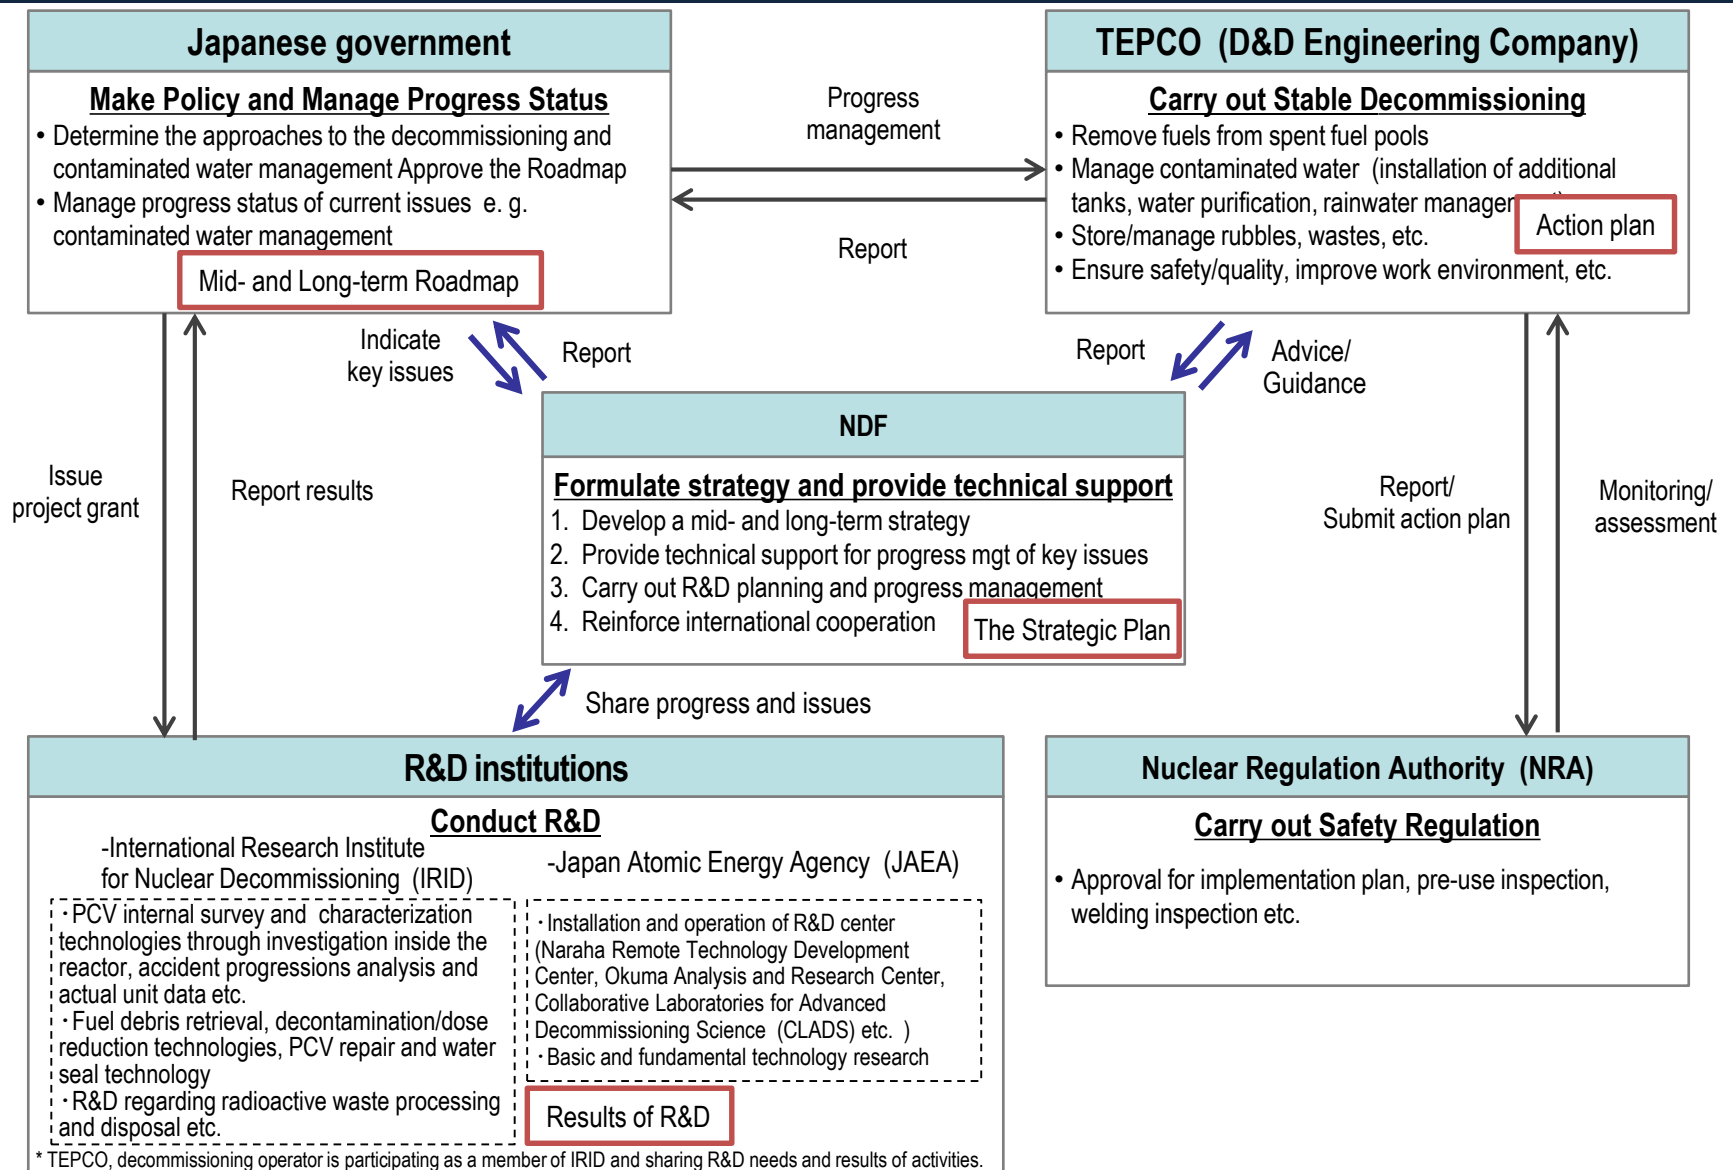 Japanese government
Make Policy and Manage Progress Status
• Determine the approaches to the decommissioning and
contaminated water management Approve the Roadmap
• Manage progress status of current issues e. g.
contaminated water management
Mid- and Long-term Roadmap
Progress
management
Report
TEPCO (D&D Engineering Company)
Carry out Stable Decommissioning
• Remove fuels from spent fuel pools
• Manage contaminated water (installation of additional
tanks, water purification, rainwater
• Store/manage rubbles, wastes, etc.
• Ensure safety/quality, improve work environment, etc.
Action plan
Indicate
key issues
Report
Report
Advice/
Guidance
NDF
Formulate strategy and provide technical support
1. Develop a mid- and long-term strategy
2. Provide technical support for progress mgt of key issues
3. Carry out R&D planning and progress management
4. Reinforce international cooperation
The Strategic Plan
Issue
project grant
Report results
Report/
Submit action plan
Monitoring/
assessment
Share progress and issues
R&D institutions
Conduct R&D
-International Research Institute
for Nuclear Decommissioning (IRID)
・PCV internal survey and characterization
technologies through investigation inside the
reactor, accident progressions analysis and
actual unit data etc.
・Fuel debris retrieval, decontamination/dose
reduction technologies, PCV repair and water
seal technology
・R&D regarding radioactive waste processing
and disposal etc.
-Japan Atomic Energy Agency (JAEA)
・Installation and operation of R&D center
(Naraha Remote Technology Development
Center, Okuma Analysis and Research Center,
Collaborative Laboratories for Advanced
Decommissioning Science (CLADS) etc. )
・Basic and fundamental technology research
Results of R&D
* TEPCO, decommissioning operator is participating as a member of IRID and sharing R&D needs and results of activities.
Nuclear Regulation Authority (NRA)
Carry out Safety Regulation
• Approval for implementation plan, pre-use inspection,
welding inspection etc.